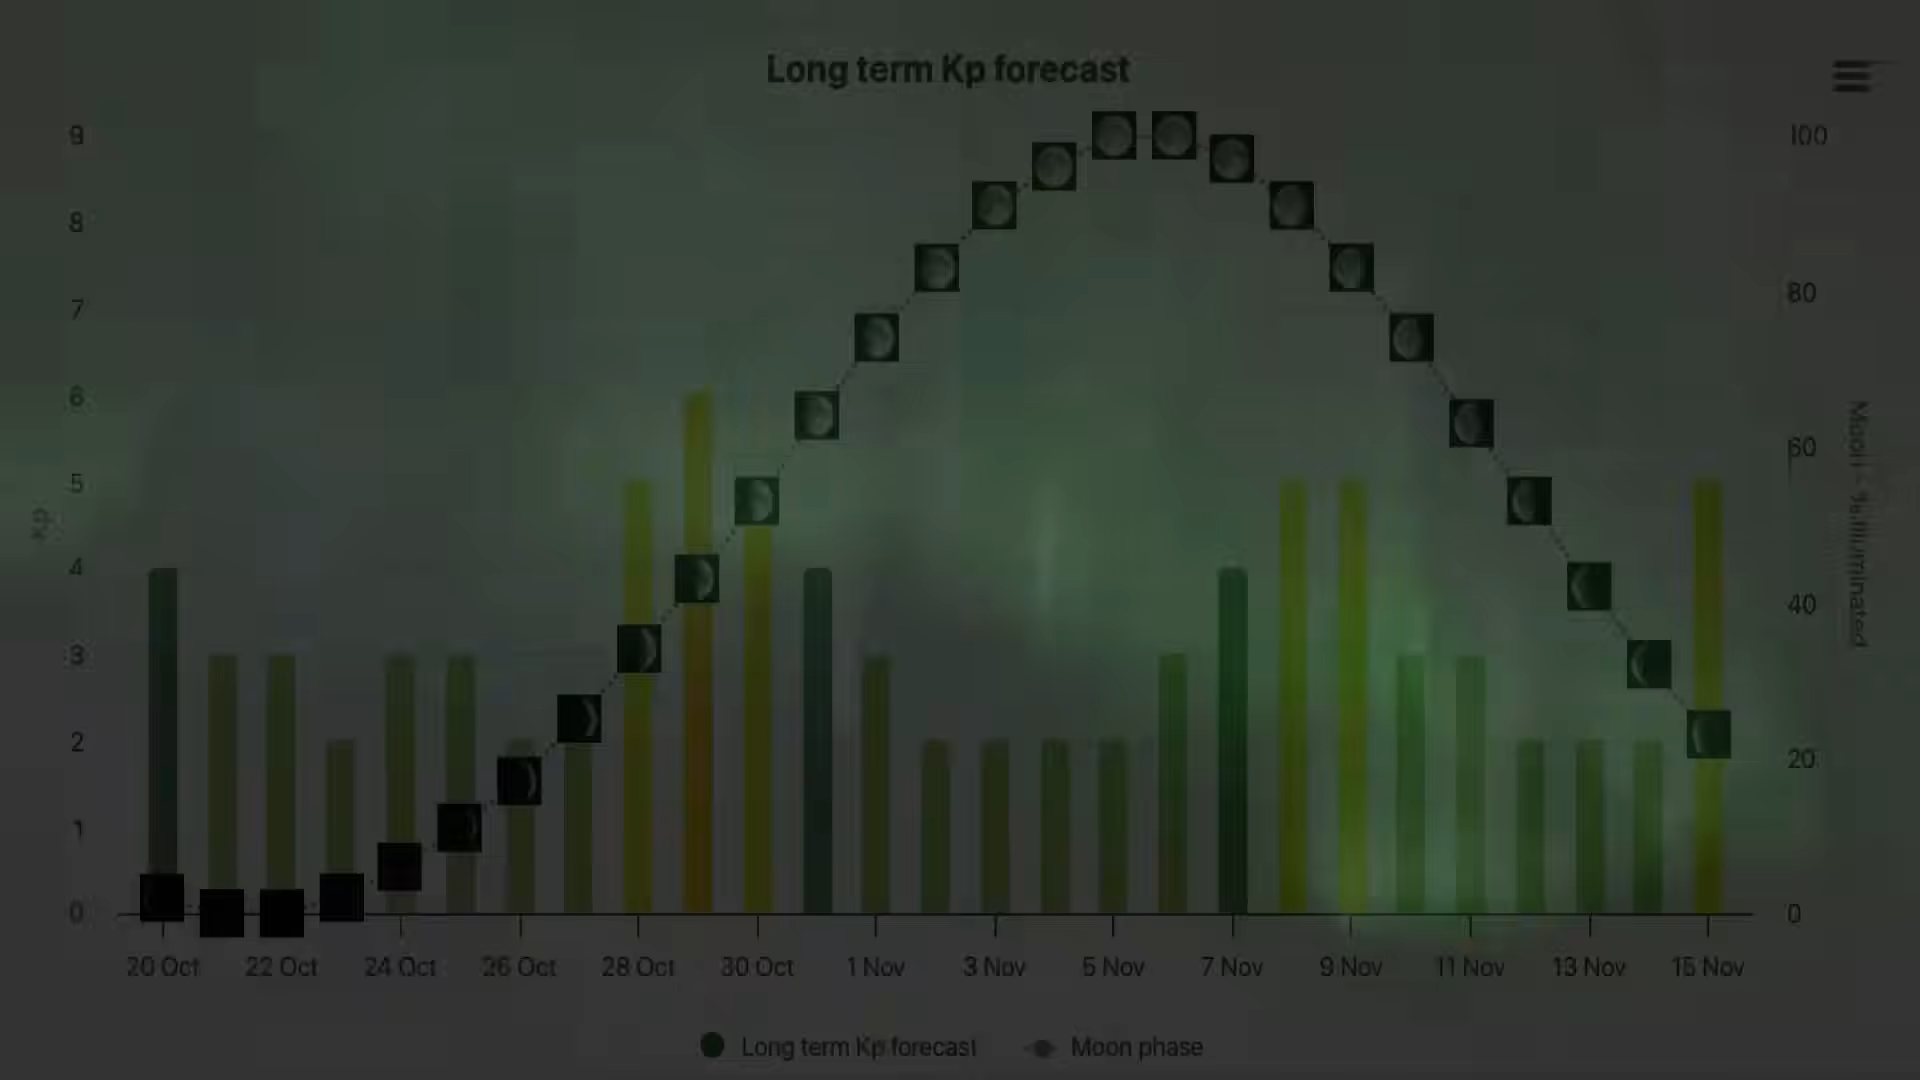 Long term Kp forecast
9
8
7
6
5
4
3
2
1
0
Kp
100
80
60
40
20
0
Moon - % illuminated
20 Oct
22 Oct
24 Oct
26 Oct
28 Oct
30 Oct
1 Nov
3 Nov
5 Nov
7 Nov
9 Nov
11 Nov
13 Nov
15 Nov
Long term Kp forecast
Moon phase